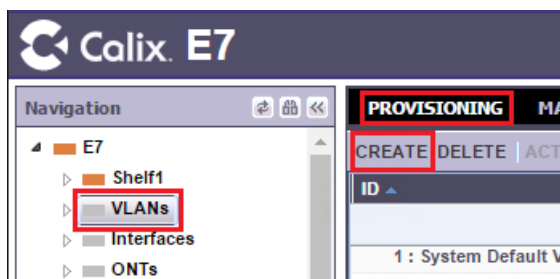 Calix. E7
Navigation
PROVISIONING
E7
CREATE DELETE
Shelf1
ID
VLANs
Interfaces
1 : System Default
ONTs